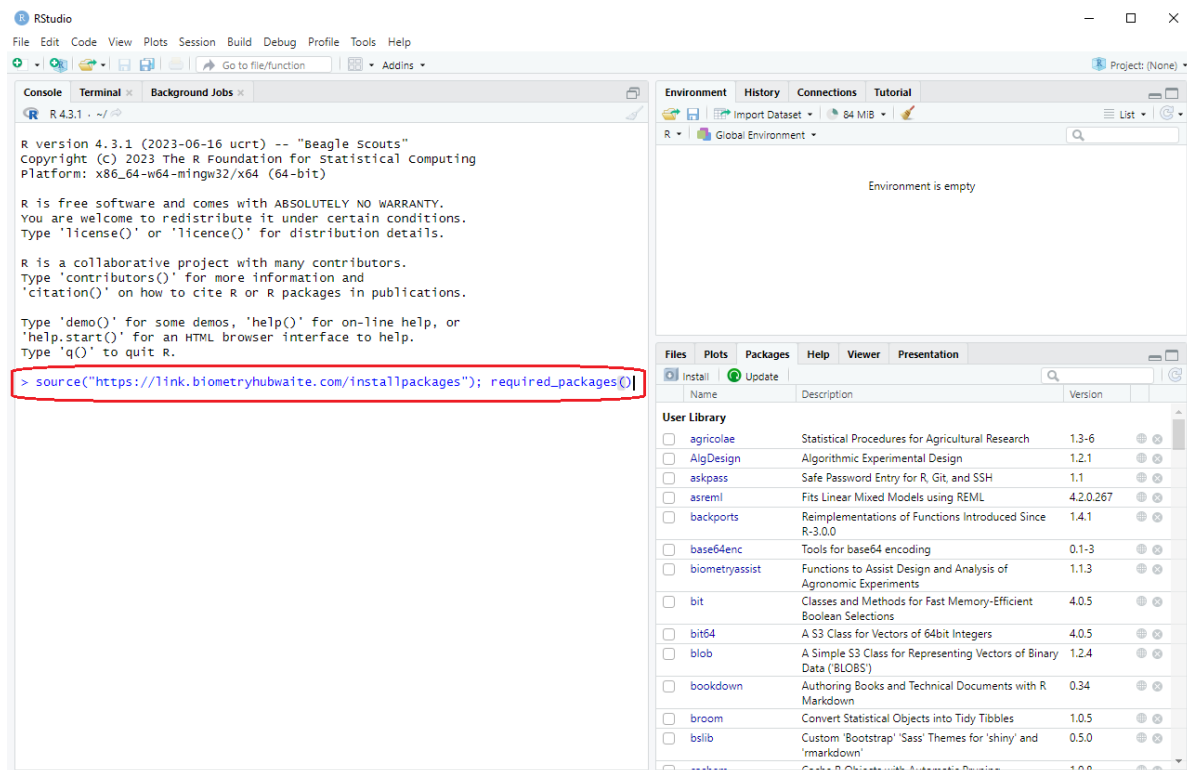 RStudio
File Edit Code View Plots Session Build Debug Profile Tools Help
Go to file/function Addins Project: (None)
Console Terminal Background Jobs
R 4.3.1 · ~/
R version 4.3.1 (2023-06-16 ucrt) -- "Beagle Scouts"
Copyright (C) 2023 The R Foundation for Statistical Computing
Platform: x86_64-w64-mingw32/x64 (64-bit)
R is free software and comes with ABSOLUTELY NO WARRANTY.
You are welcome to redistribute it under certain conditions.
Type 'license()' or 'licence()' for distribution details.
R is a collaborative project with many contributors.
Type 'contributors()' for more information and
'citation()' on how to cite R or R packages in publications.
Type 'demo()' for some demos, 'help()' for on-line help, or
'help.start()' for an HTML browser interface to help.
Type 'q()' to quit R.
> source("https://link.biometryhubwaite.com/installpackages"); required_packages()
Environment History Connections Tutorial
Import Dataset 84 MiB List
R Global Environment
Environment is empty
Files Plots Packages Help Viewer Presentation
Install Update
Name Description Version
User Library
agricolae Statistical Procedures for Agricultural Research 1.3-6
AlgDesign Algorithmic Experimental Design 1.2.1
askpass Safe Password Entry for R, Git, and SSH 1.1
asreml Fits Linear Mixed Models using REML 4.2.0.267
backports Reimplementations of Functions Introduced Since 1.4.1
R-3.0.0
base64enc Tools for base64 encoding 0.1-3
biometryassist Functions to Assist Design and Analysis of 1.1.3
Agronomic Experiments
bit Classes and Methods for Fast Memory-Efficient 4.0.5
Boolean Selections
bit64 A S3 Class for Vectors of 64bit Integers 4.0.5
blob A Simple S3 Class for Representing Vectors of Binary 1.2.4
Data ('BLOBS')
bookdown Authoring Books and Technical Documents with R 0.34
Markdown
broom Convert Statistical Objects into Tidy Tibbles 1.0.5
bslib Custom 'Bootstrap' 'Sass' Themes for 'shiny' and 0.5.0
'rmarkdown'
cachem Cache R Objects with Automatic Pruning 1.0.8